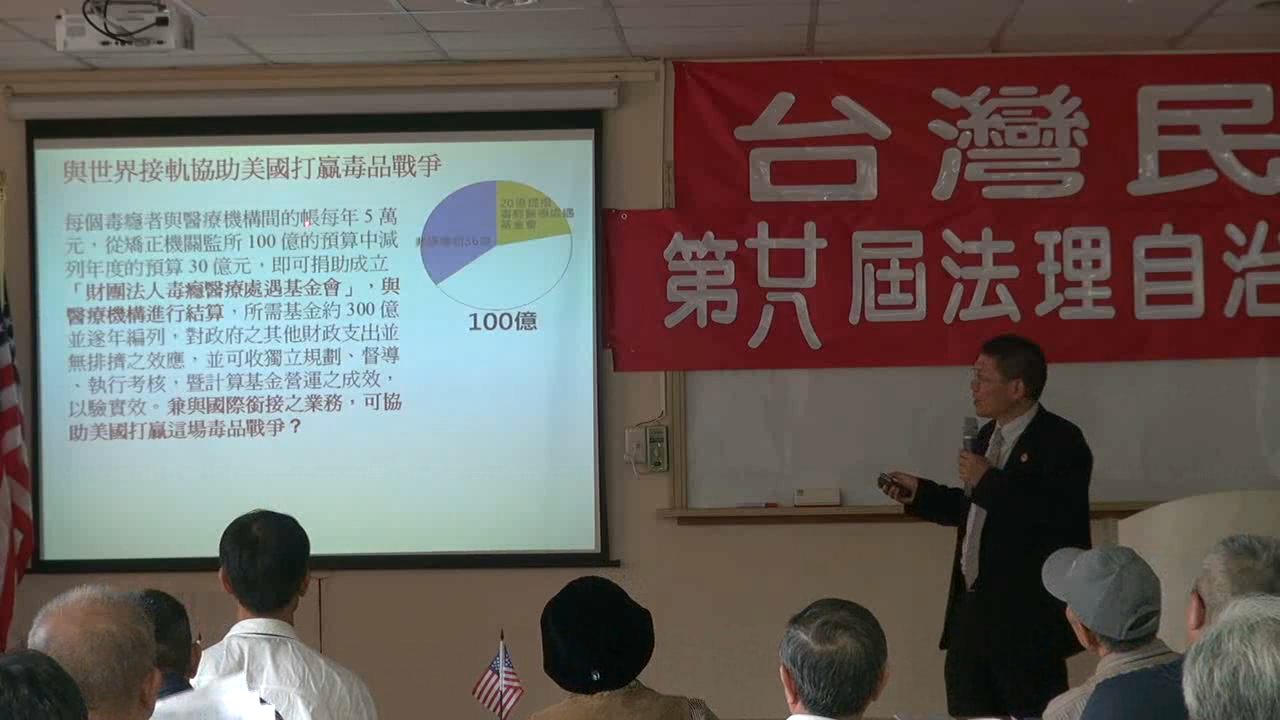 與世界接軌協助美國打贏毒品戰爭
每個毒癮者與醫療機構間的帳每年 5 萬
元，從矯正機關監所 100 億的預算中減
列年度的預算 30 億元，即可捐助成立
「財團法人毒癮醫療處遇基金會」，與
醫療機構進行結算，所需基金約 300 億
並逐年編列，對政府之其他財政支出並
無排擠之效應，並可收獨立規劃、督導
、執行考核，暨計算基金營運之成效，
以驗實效。兼與國際銜接之業務，可協
助美國打贏這場毒品戰爭？
100億
台灣民
第廿八屆法理自治